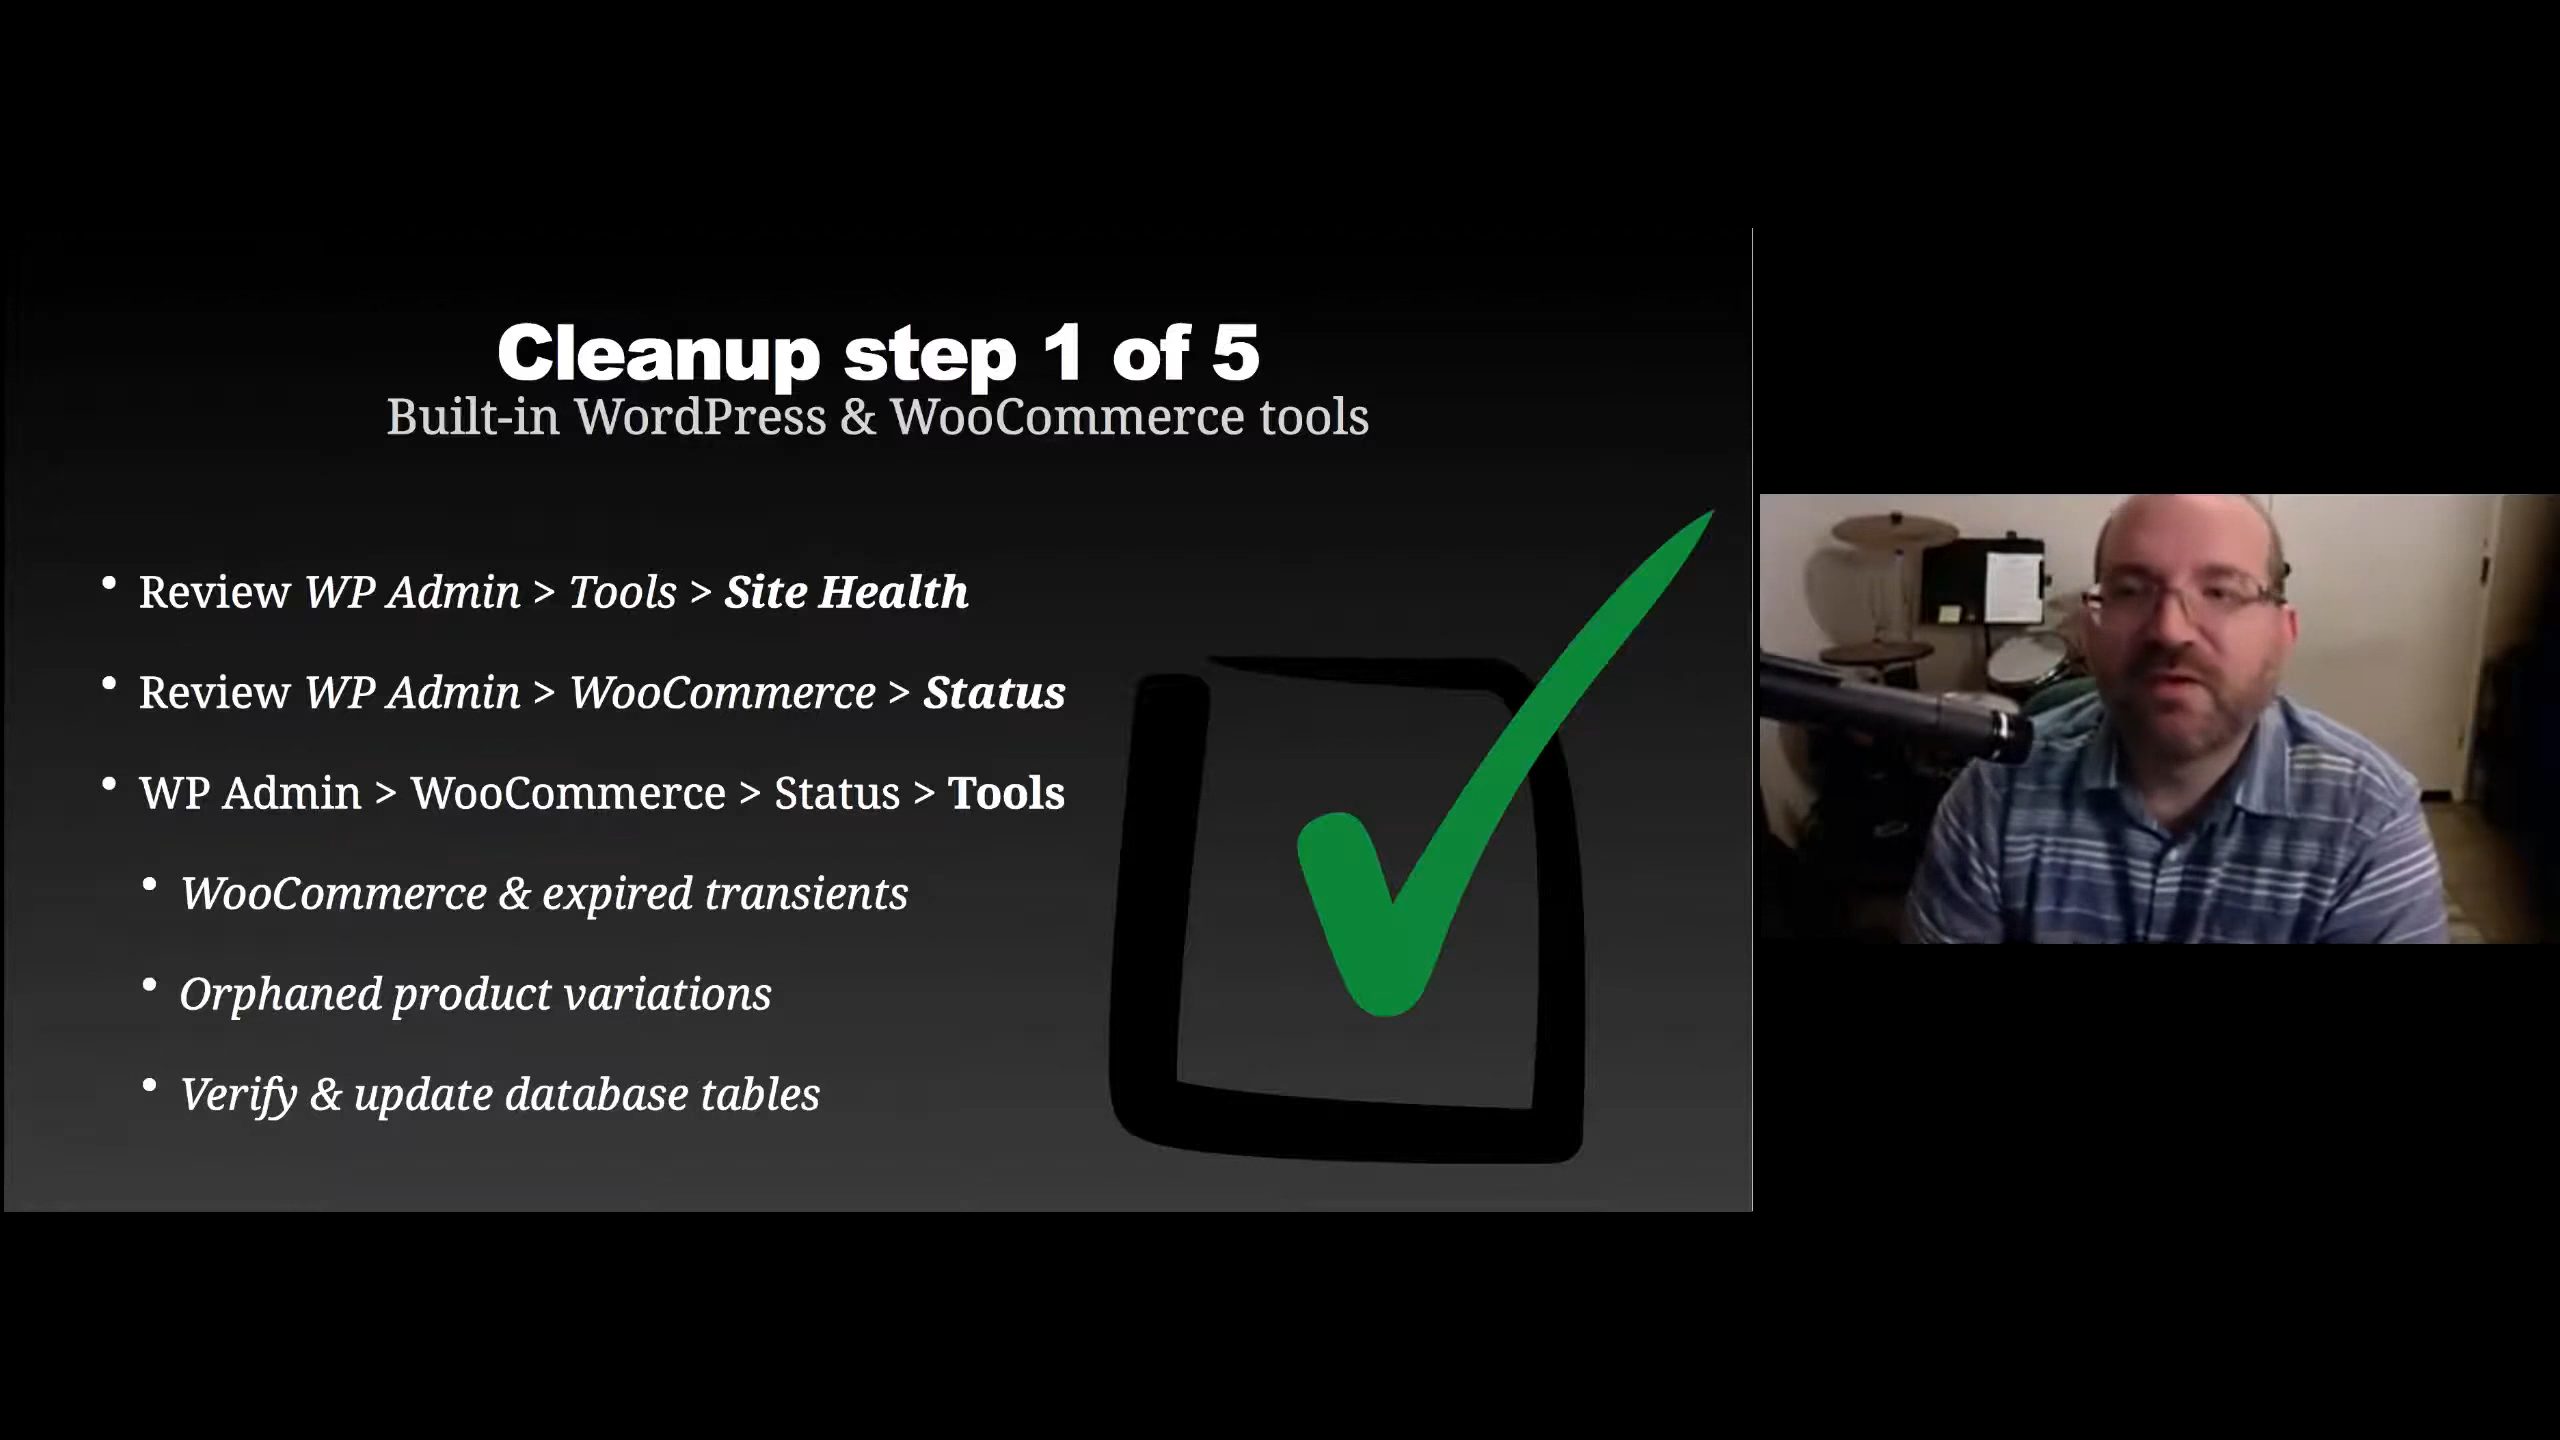 Cleanup step 1 of 5
Built-in WordPress & WooCommerce tools
• Review WP Admin > Tools > Site Health
• Review WP Admin > WooCommerce > Status
• WP Admin > WooCommerce > Status > Tools
• WooCommerce & expired transients
• Orphaned product variations
• Verify & update database tables